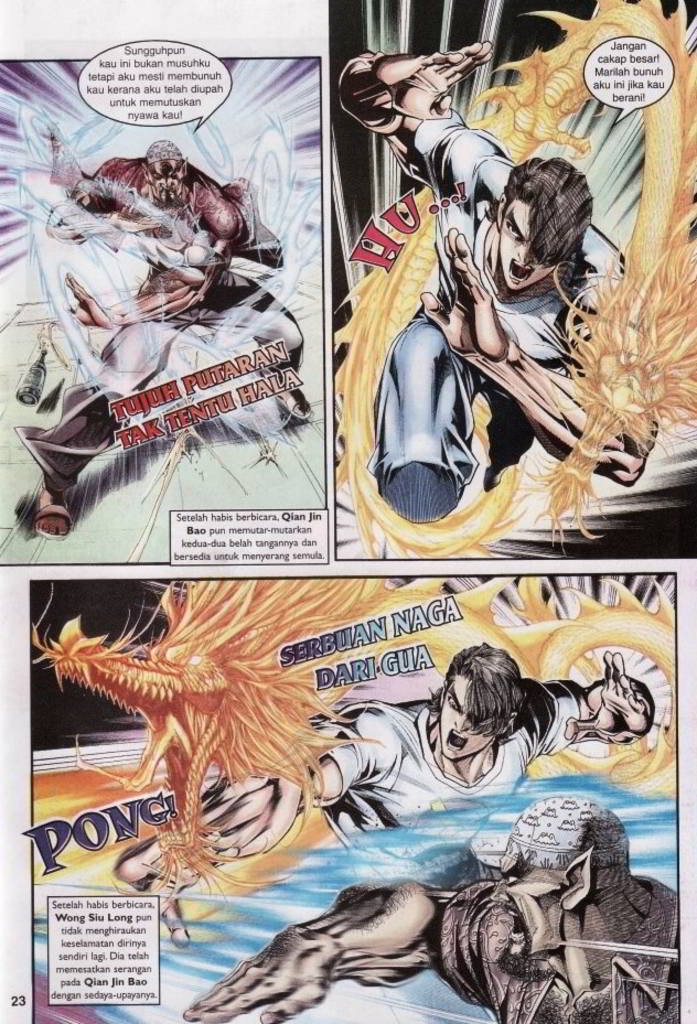 Sungguhpun
kau ini bukan musuhku
tetapi aku mesti membunuh
kau kerana aku telah diupah
untuk memutuskan
nyawa kau!
TUJUH PUTARAN
TAK TENTU HALA
Setelah habis berbicara, Qian Jin
Bao pun memutar-mutarkan
kedua-dua belah tangannya dan
bersedia untuk menyerang semula.
Jangan
cakap besar!
Marilah bunuh
aku ini jika kau
berani!
HU...!
SERBUAN NAGA
DARI GUA
PONG!
Setelah habis berbicara,
Wong Siu Long pun
tidak menghiraukan
keselamatan dirinya
sendiri lagi. Dia telah
memesatkan serangan
pada Qian Jin Bao
dengan sedaya-upayanya.
23